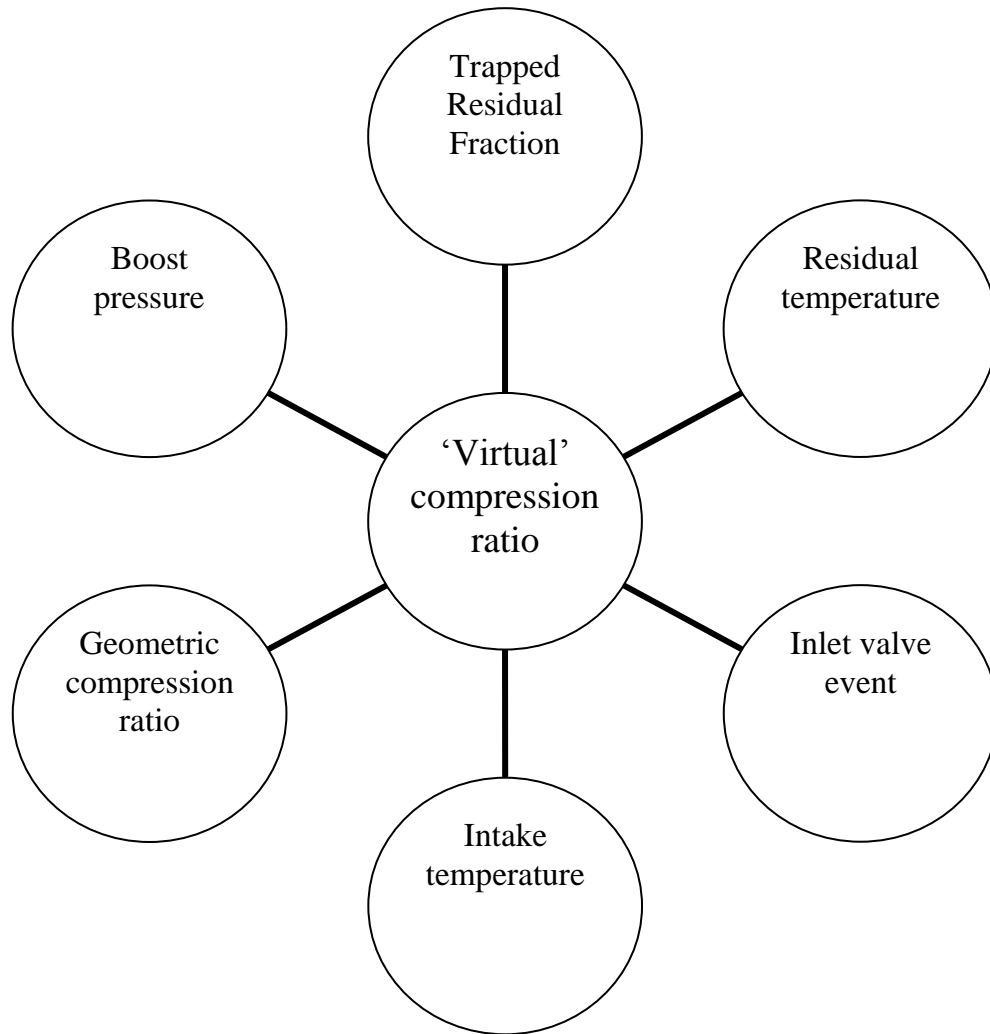 Trapped
Residual
Fraction
Boost
pressure
Residual
temperature
‘Virtual’
compression
ratio
Geometric
compression
ratio
Inlet valve
event
Intake
temperature